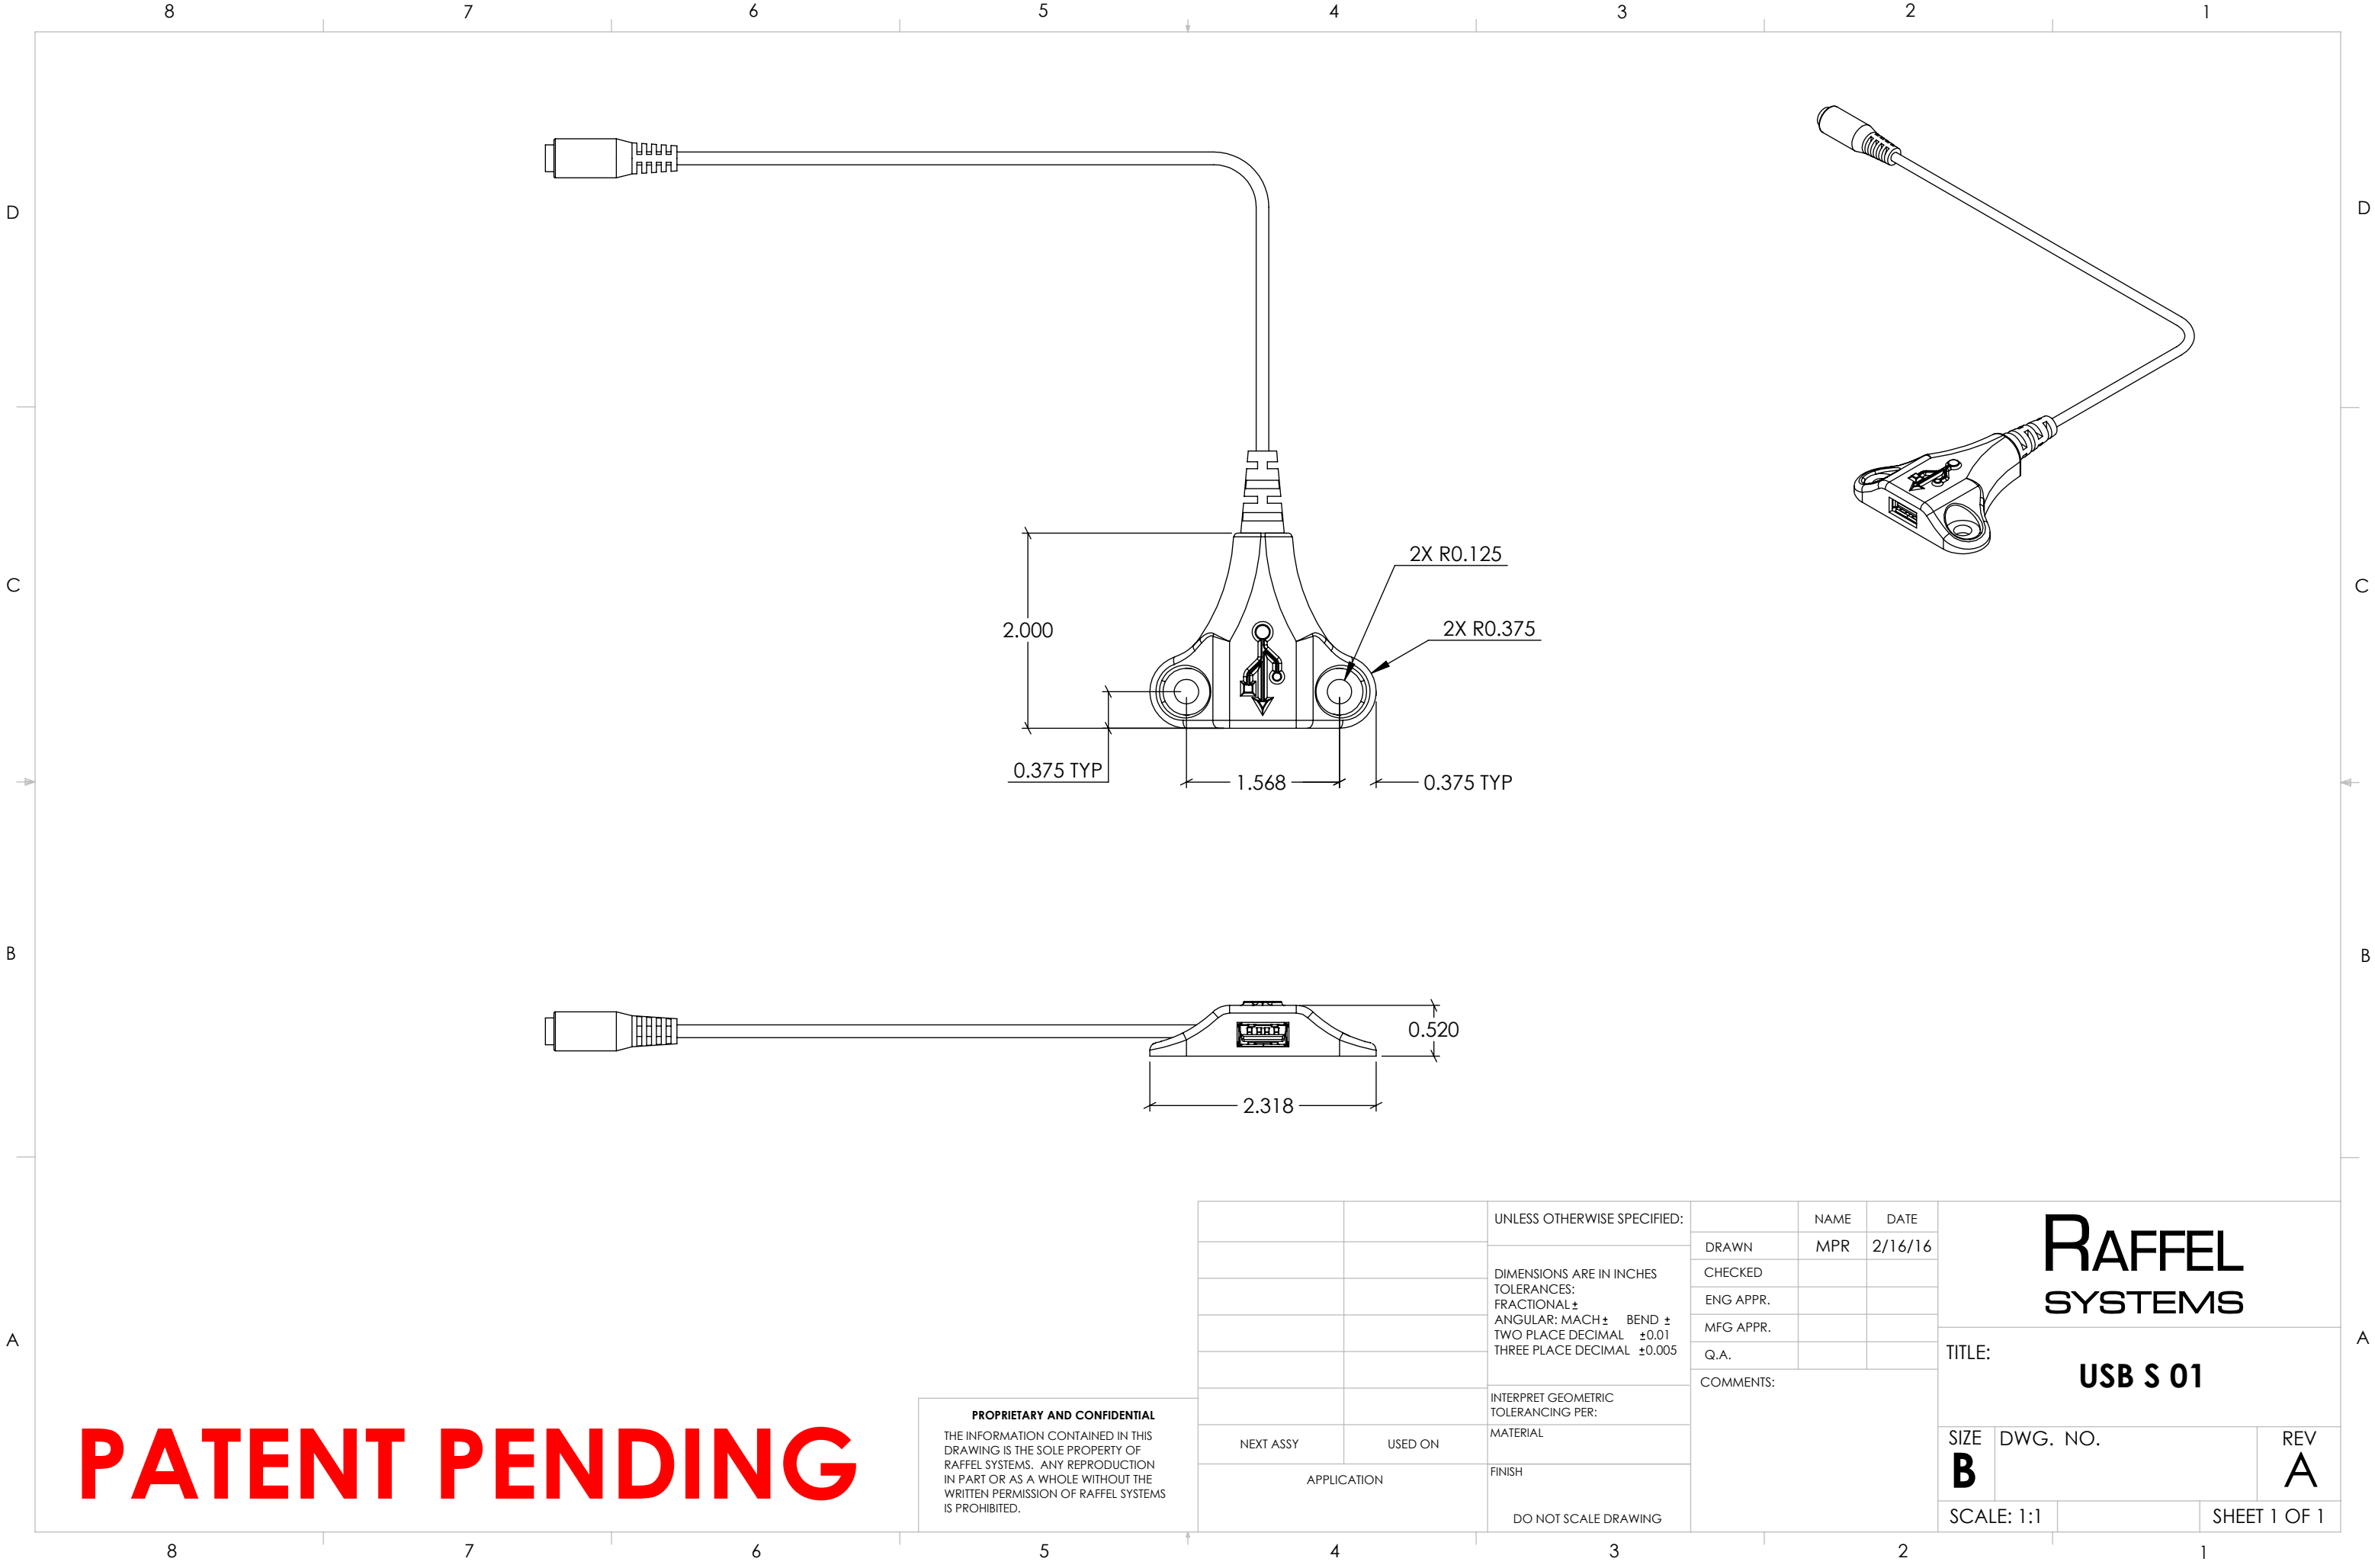 8 7 6 5 4 3 2 1
D D
2X R0.125
C C
2X R0.375
2.000
0.375 TYP
1.568
0.375 TYP
B B
0.520
2.318
A A
PATENT PENDING
PROPRIETARY AND CONFIDENTIAL
THE INFORMATION CONTAINED IN THIS
DRAWING IS THE SOLE PROPERTY OF
RAFFEL SYSTEMS. ANY REPRODUCTION
IN PART OR AS A WHOLE WITHOUT THE
WRITTEN PERMISSION OF RAFFEL SYSTEMS
IS PROHIBITED.
NEXT ASSY USED ON
APPLICATION
UNLESS OTHERWISE SPECIFIED:
DIMENSIONS ARE IN INCHES
TOLERANCES:
FRACTIONAL ±
ANGULAR: MACH ± BEND ±
TWO PLACE DECIMAL ±0.01
THREE PLACE DECIMAL ±0.005
INTERPRET GEOMETRIC
TOLERANCING PER:
MATERIAL
FINISH
DO NOT SCALE DRAWING
NAME DATE
DRAWN MPR 2/16/16
CHECKED
ENG APPR.
MFG APPR.
Q.A.
COMMENTS:
RAFFEL
SYSTEMS
TITLE:
USB S 01
SIZE DWG. NO. REV
B A
SCALE: 1:1 SHEET 1 OF 1
8 7 6 5 4 3 2 1